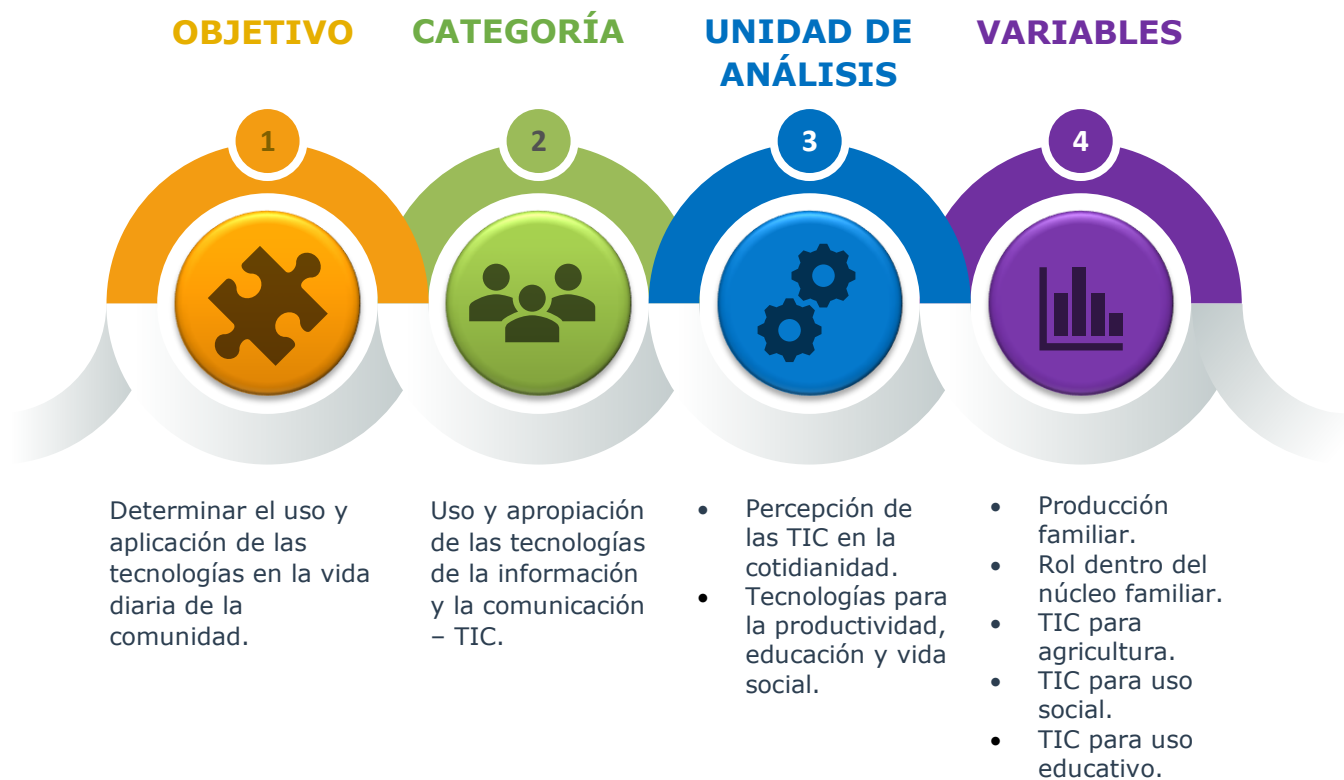 OBJETIVO
CATEGORÍA
UNIDAD DE
ANÁLISIS
VARIABLES
1
2
3
4
Determinar el uso y
aplicación de las
tecnologías en la vida
diaria de la
comunidad.
Uso y apropiación
de las tecnologías
de la información
y la comunicación
– TIC.
• Percepción de
las TIC en la
cotidianidad.
• Tecnologías para
la productividad,
educación y vida
social.
• Producción
familiar.
• Rol dentro del
núcleo familiar.
• TIC para
agricultura.
• TIC para uso
social.
• TIC para uso
educativo.